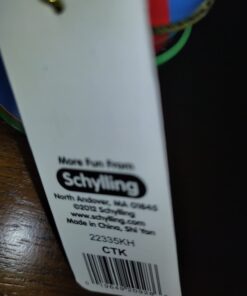 More Fun From
Schylling
North Andover, MA 01845
©2012 Schylling
www.schylling.com
Made in China, Shi Yan
22335KH
CTK